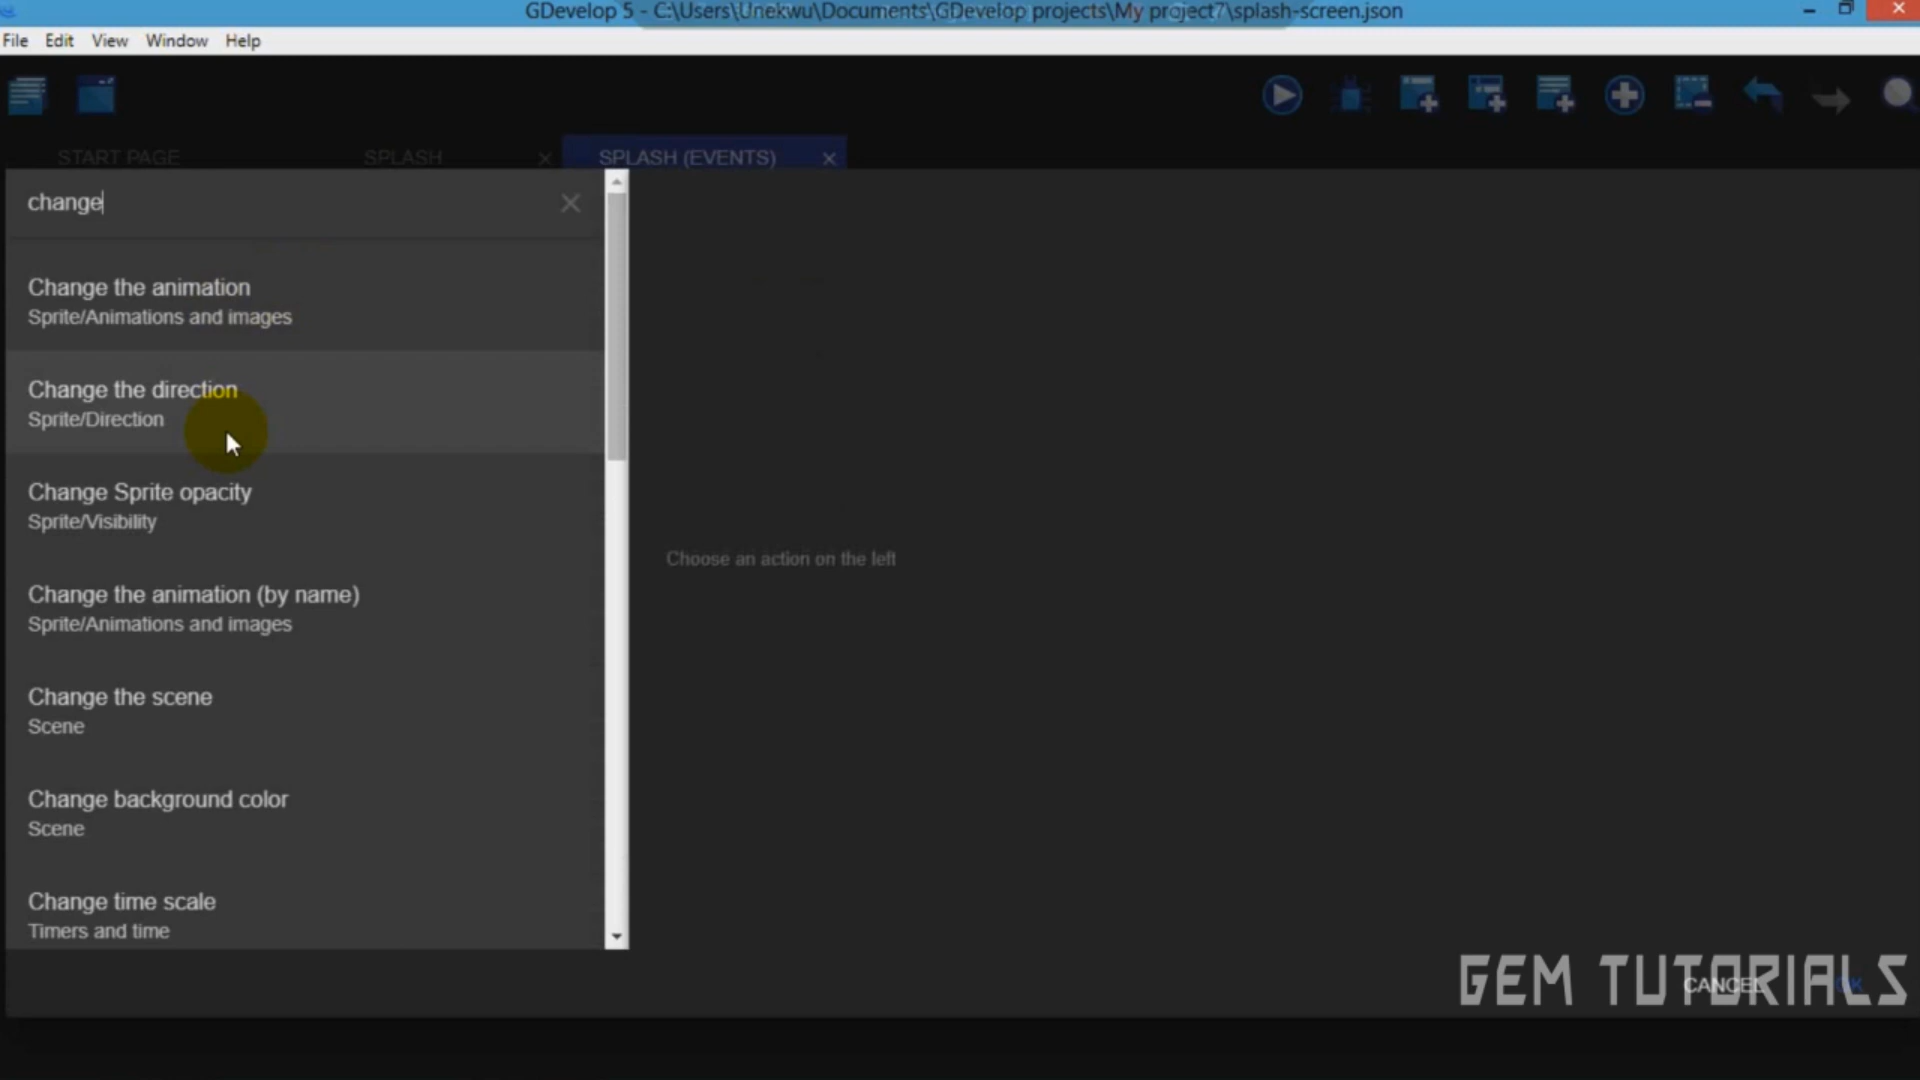 GDevelop 5 - C:\Users\Unekwu\Documents\GDevelop projects\My project7\splash-screen.json
File Edit View Window Help
START PAGE SPLASH SPLASH (EVENTS)
change
Change the animation
Sprite/Animations and images
Change the direction
Sprite/Direction
Change Sprite opacity
Sprite/Visibility
Choose an action on the left
Change the animation (by name)
Sprite/Animations and images
Change the scene
Scene
Change background color
Scene
Change time scale
Timers and time
GEM TUTORIALS
CANCEL OK